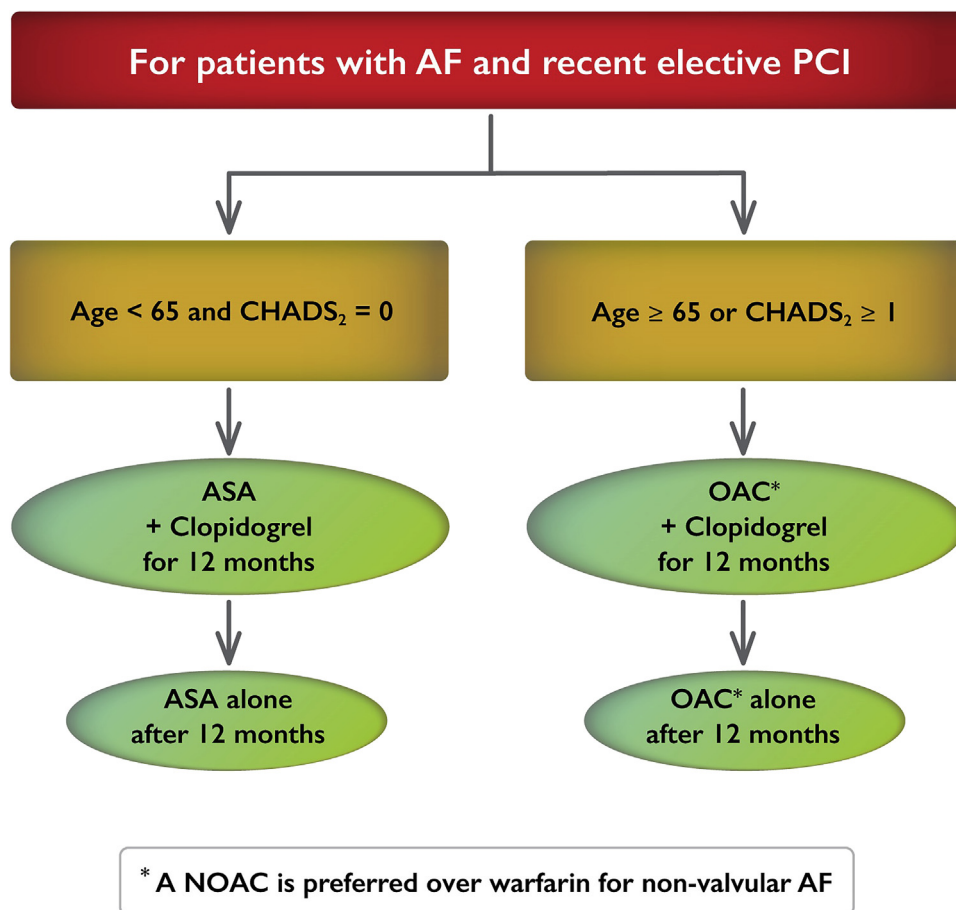 For patients with AF and recent elective PCI
Age < 65 and CHADS₂ = 0
Age ≥ 65 or CHADS₂ ≥ 1
ASA
+ Clopidogrel
for 12 months
OAC*
+ Clopidogrel
for 12 months
ASA alone
after 12 months
OAC* alone
after 12 months
* A NOAC is preferred over warfarin for non-valvular AF